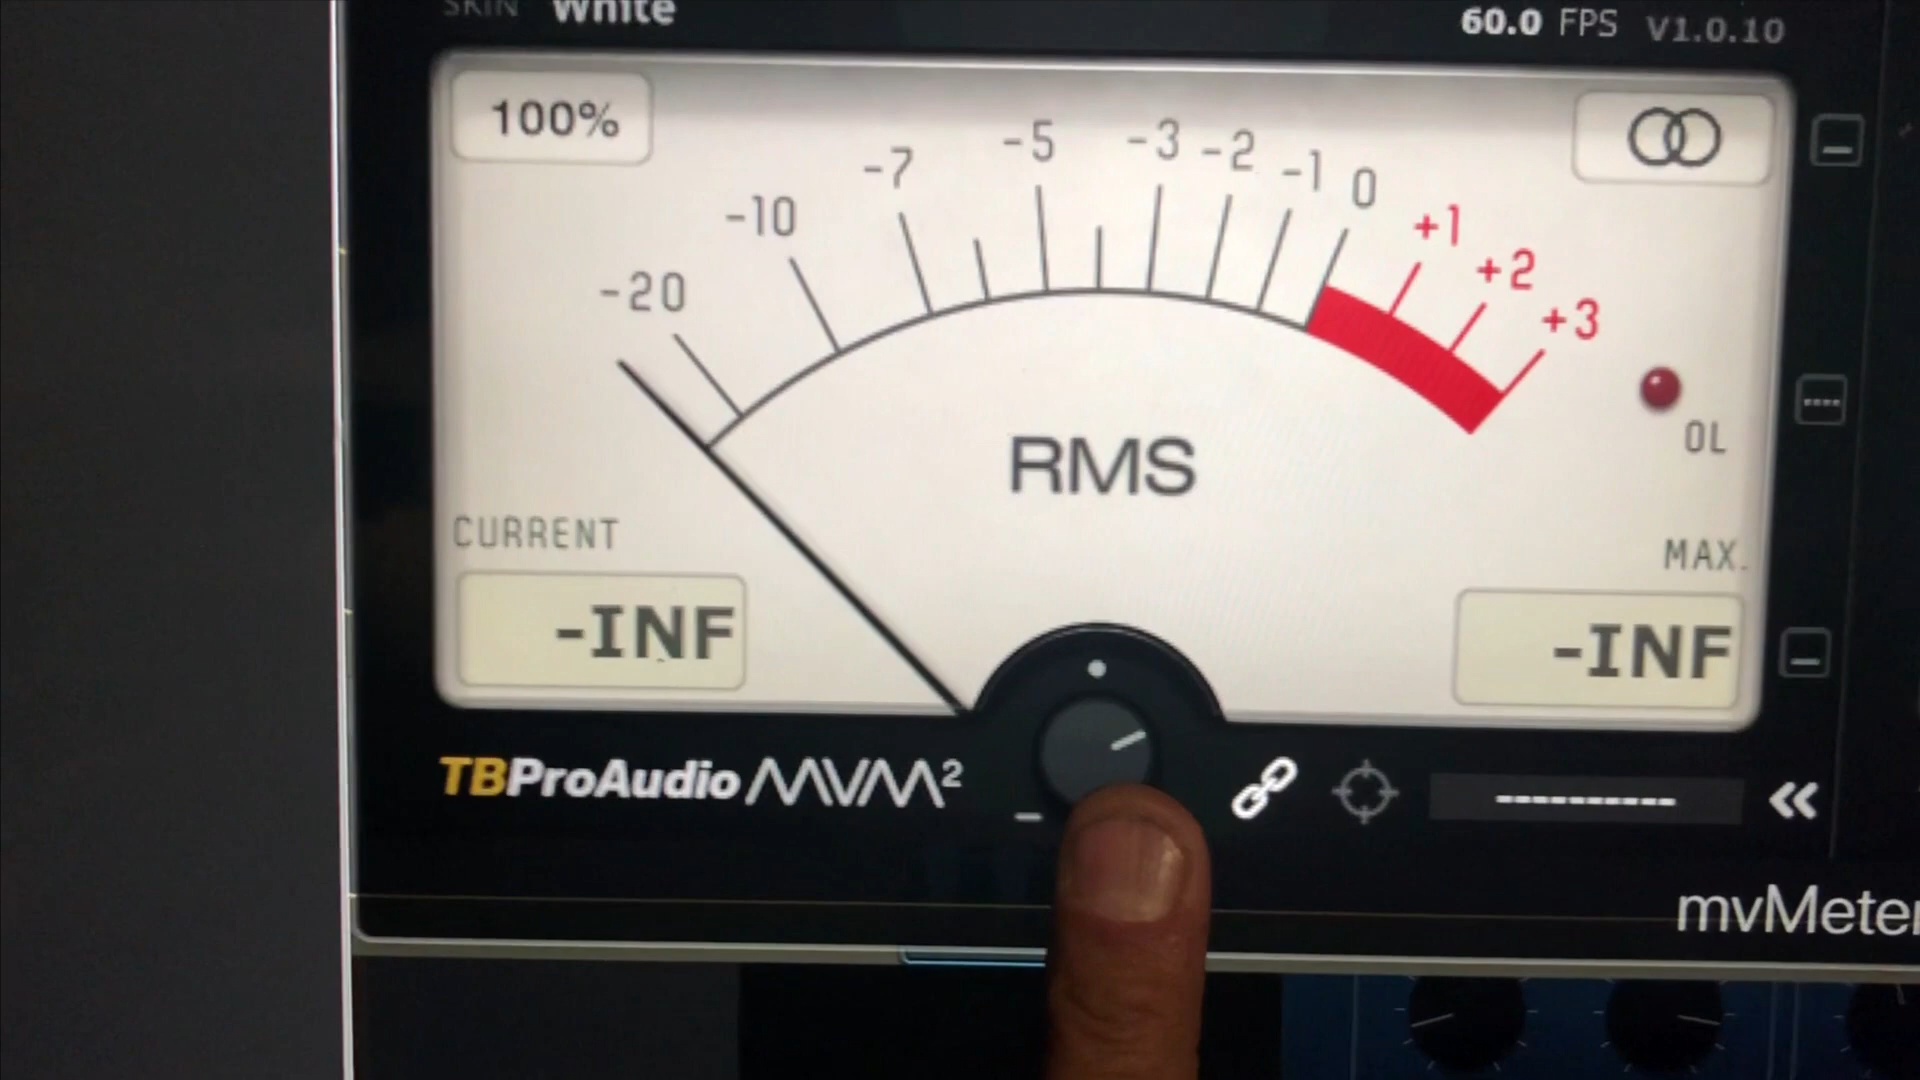 SKIN White
60.0 FPS V1.0.10
100%
-20 -10 -7 -5 -3 -2 -1 0 +1 +2 +3
RMS
OL
CURRENT
MAX.
-INF
-INF
TBProAudio MVM²
----------
mvMeter